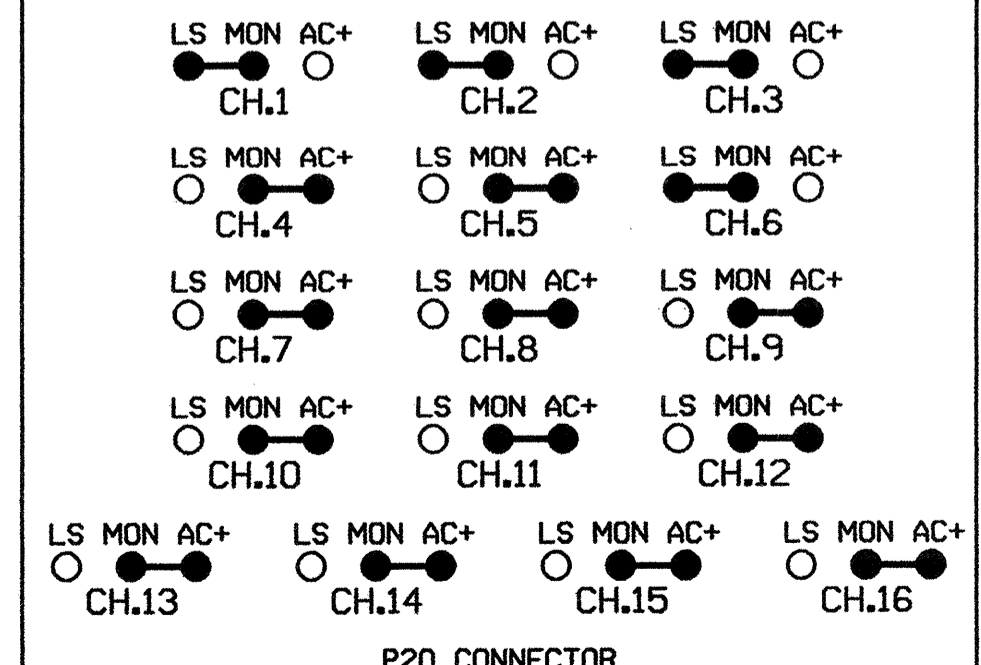 LS MON AC+ LS MON AC+ LS MON AC+
CH.1 CH.2 CH.3
LS MON AC+ LS MON AC+ LS MON AC+
CH.4 CH.5 CH.6
LS MON AC+ LS MON AC+ LS MON AC+
CH.7 CH.8 CH.9
LS MON AC+ LS MON AC+ LS MON AC+
CH.10 CH.11 CH.12
LS MON AC+ LS MON AC+ LS MON AC+ LS MON AC+
CH.13 CH.14 CH.15 CH.16
P20 CONNECTOR